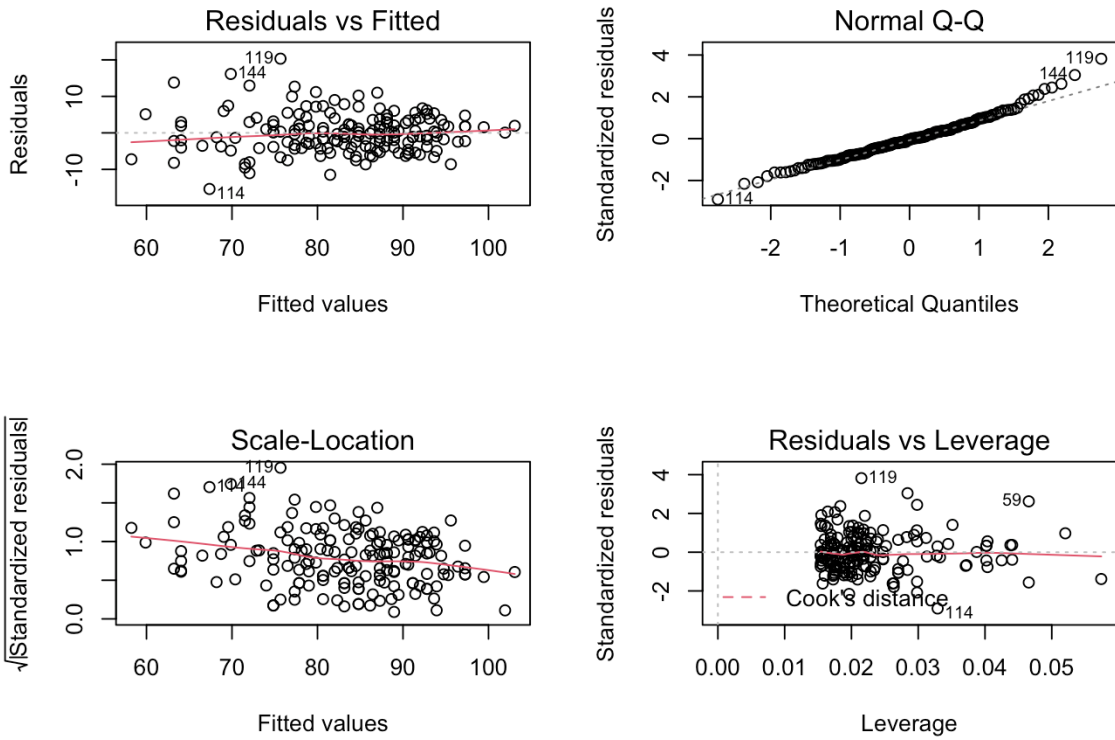 Residuals vs Fitted
Residuals
10
-10
119
144
114
60 70 80 90 100
Fitted values
Normal Q-Q
Standardized residuals
4
2
0
-2
119
144
114
-2 -1 0 1 2
Theoretical Quantiles
Scale-Location
√|Standardized residuals|
2.0
1.0
0.0
119
114
144
60 70 80 90 100
Fitted values
Residuals vs Leverage
Standardized residuals
4
2
0
-2
119
59
Cook's distance
114
0.00 0.01 0.02 0.03 0.04 0.05
Leverage